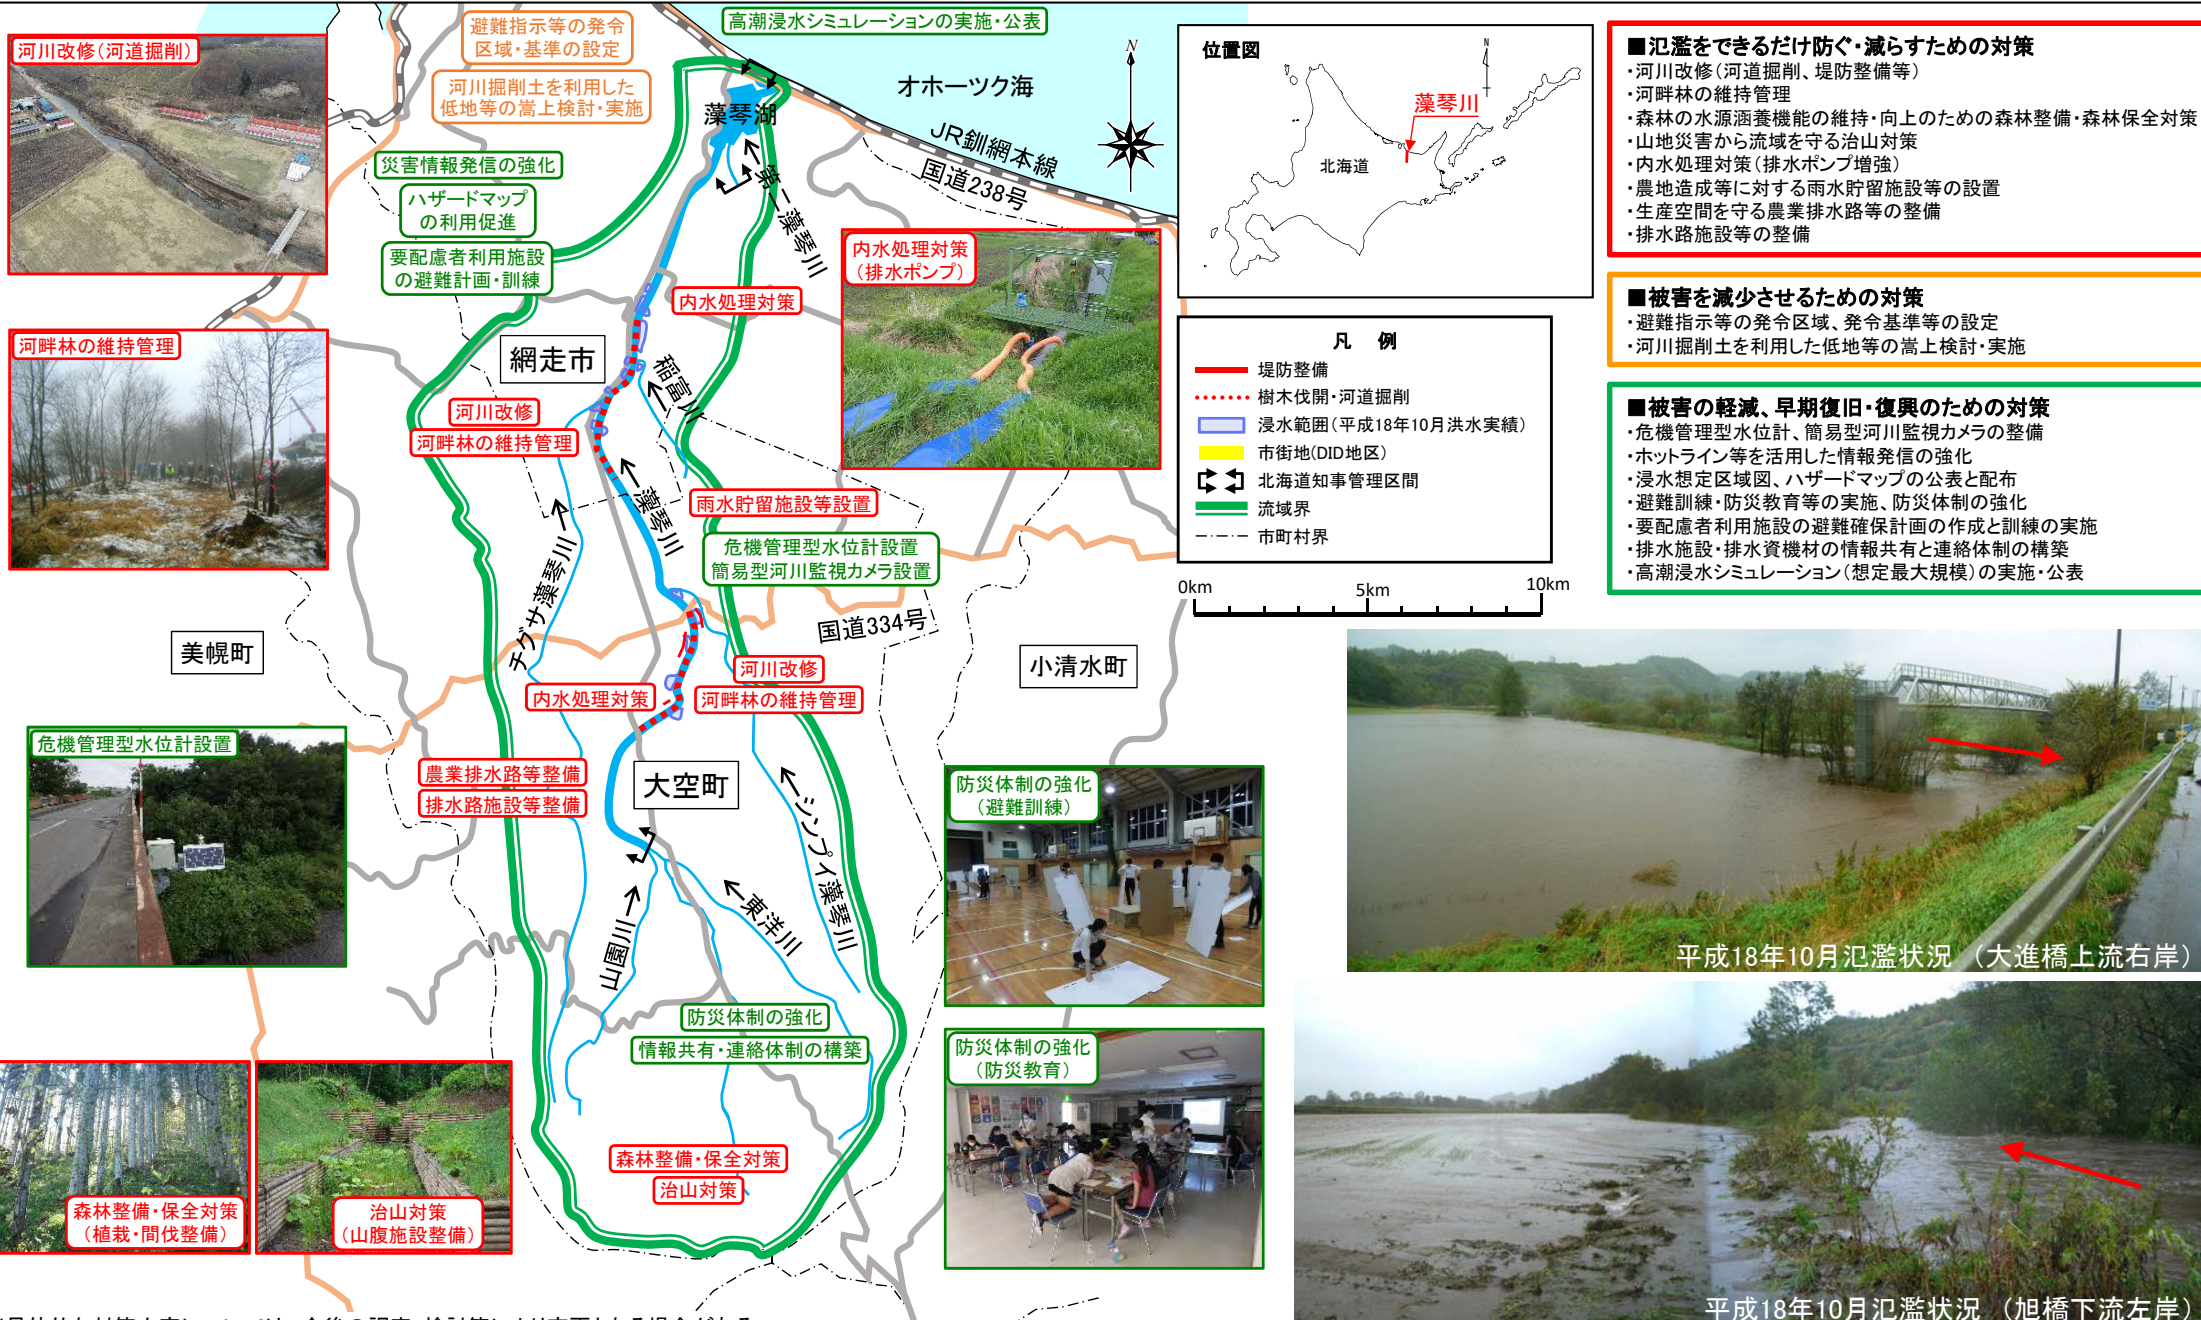 避難指示等の発令
区域・基準の設定
河川掘削土を利用した
低地等の嵩上検討・実施
高潮浸水シミュレーションの実施・公表
河川改修(河道掘削)
災害情報発信の強化
ハザードマップ
の利用促進
要配慮者利用施設
の避難計画・訓練
オホーツク海
藻琴湖
JR釧網本線
国道238号
N
第二藻琴川
内水処理対策
内水処理対策
(排水ポンプ)
河畔林の維持管理
網走市
稲富川
河川改修
河畔林の維持管理
藻琴川
雨水貯留施設等設置
危機管理型水位計設置
簡易型河川監視カメラ設置
チグサ藻琴川
国道334号
美幌町
小清水町
河川改修
河畔林の維持管理
内水処理対策
危機管理型水位計設置
農業排水路等整備
排水路施設等整備
大空町
シンプイ藻琴川
東洋川
山園川
防災体制の強化
(避難訓練)
防災体制の強化
情報共有・連絡体制の構築
防災体制の強化
(防災教育)
森林整備・保全対策
治山対策
森林整備・保全対策
(植栽・間伐整備)
治山対策
(山腹施設整備)
位置図
N
藻琴川
北海道
凡 例
堤防整備
樹木伐開・河道掘削
浸水範囲(平成18年10月洪水実績)
市街地(DID地区)
北海道知事管理区間
流域界
市町村界
0km
5km
10km
■氾濫をできるだけ防ぐ・減らすための対策
・河川改修(河道掘削、堤防整備等)
・河畔林の維持管理
・森林の水源涵養機能の維持・向上のための森林整備・森林保全対策
・山地災害から流域を守る治山対策
・内水処理対策(排水ポンプ増強)
・農地造成等に対する雨水貯留施設等の設置
・生産空間を守る農業排水路等の整備
・排水路施設等の整備
■被害を減少させるための対策
・避難指示等の発令区域、発令基準等の設定
・河川掘削土を利用した低地等の嵩上検討・実施
■被害の軽減、早期復旧・復興のための対策
・危機管理型水位計、簡易型河川監視カメラの整備
・ホットライン等を活用した情報発信の強化
・浸水想定区域図、ハザードマップの公表と配布
・避難訓練・防災教育等の実施、防災体制の強化
・要配慮者利用施設の避難確保計画の作成と訓練の実施
・排水施設・排水資機材の情報共有と連絡体制の構築
・高潮浸水シミュレーション(想定最大規模)の実施・公表
平成18年10月氾濫状況 (大進橋上流右岸)
平成18年10月氾濫状況 (旭橋下流左岸)